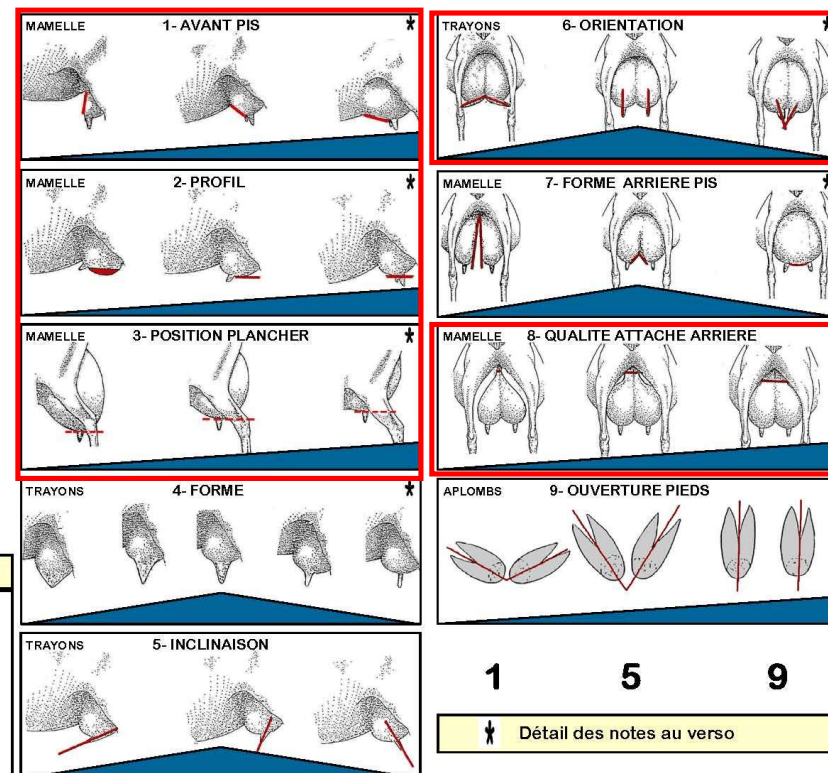 MAMELLE 1- AVANT PIS *
MAMELLE 2- PROFIL *
MAMELLE 3- POSITION PLANCHER *
TRAYONS 4- FORME *
TRAYONS 5- INCLINAISON
TRAYONS 6- ORIENTATION *
MAMELLE 7- FORME ARRIERE PIS *
MAMELLE 8- QUALITE ATTACHE ARRIERE
APLOMBS 9- OUVERTURE PIEDS
1 5 9
* Détail des notes au verso